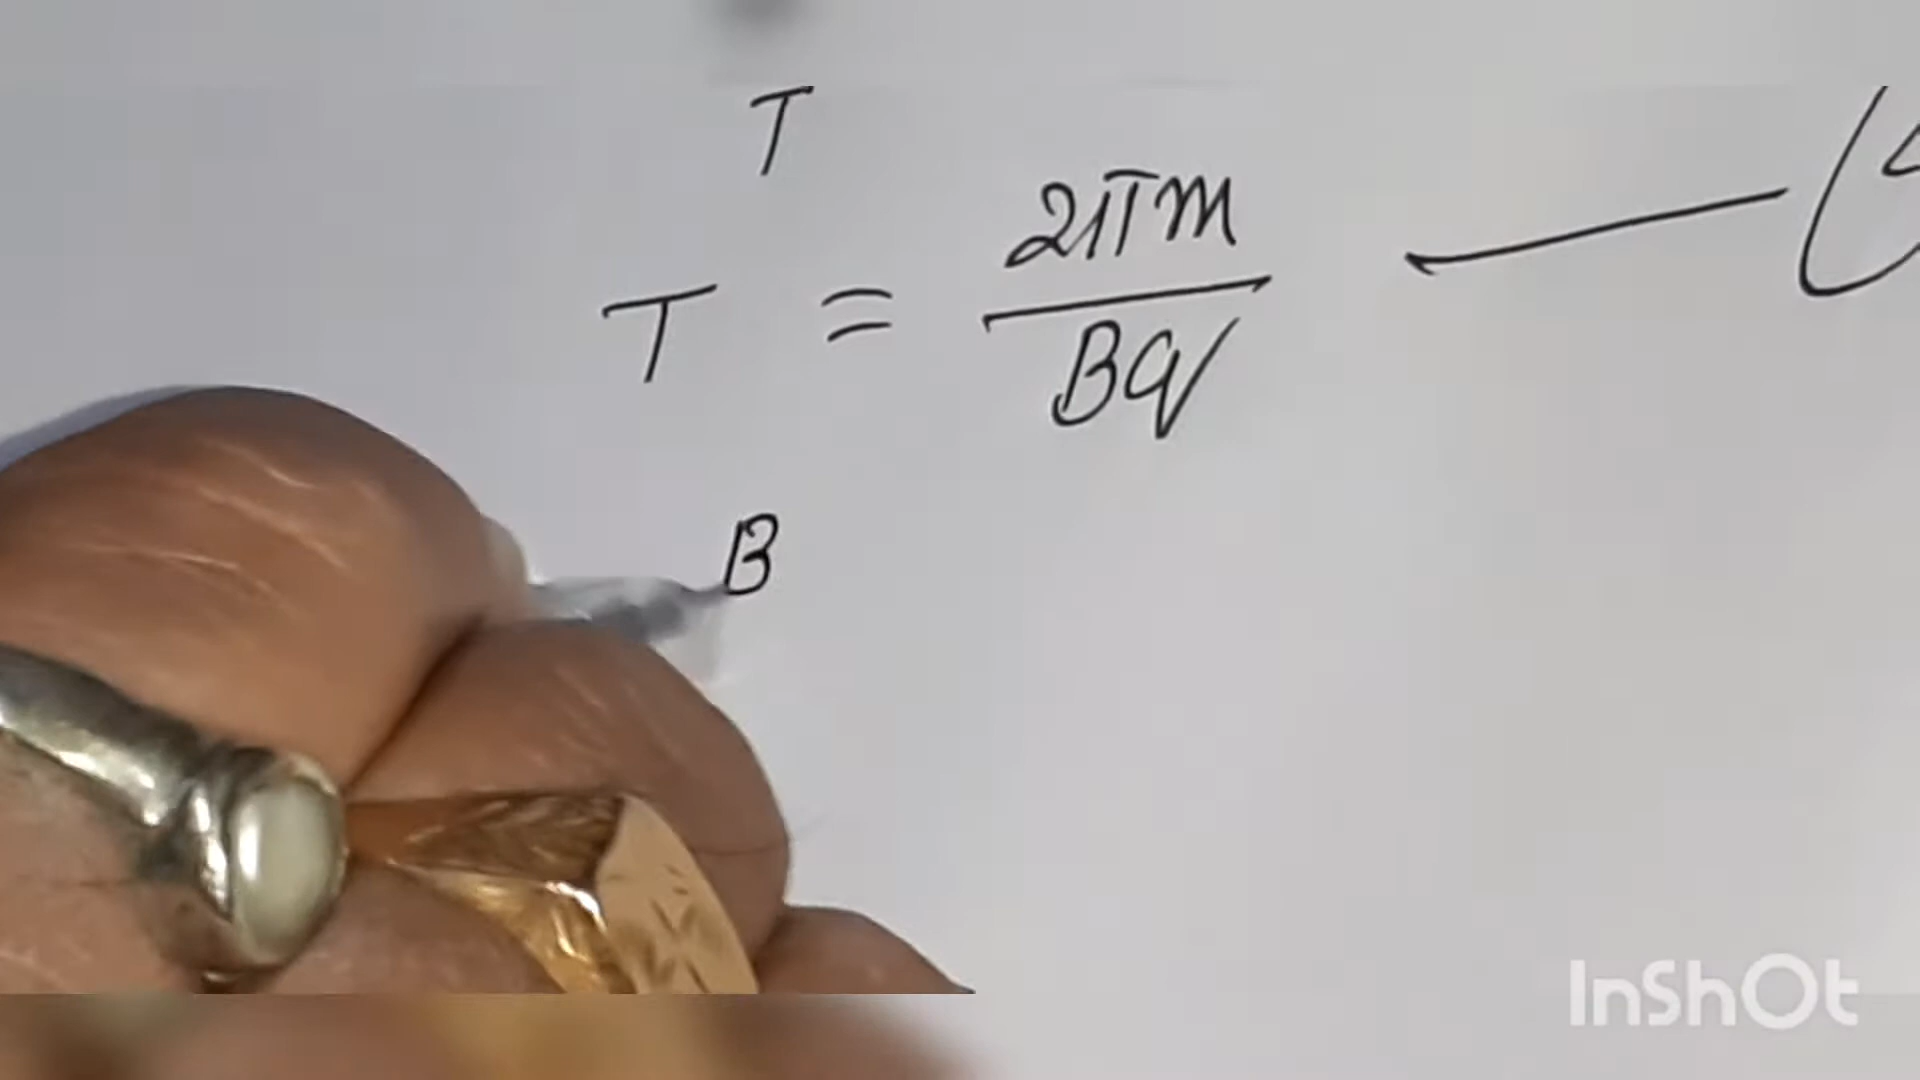 T
T = 2πm / Bq —— (
B
InShOt